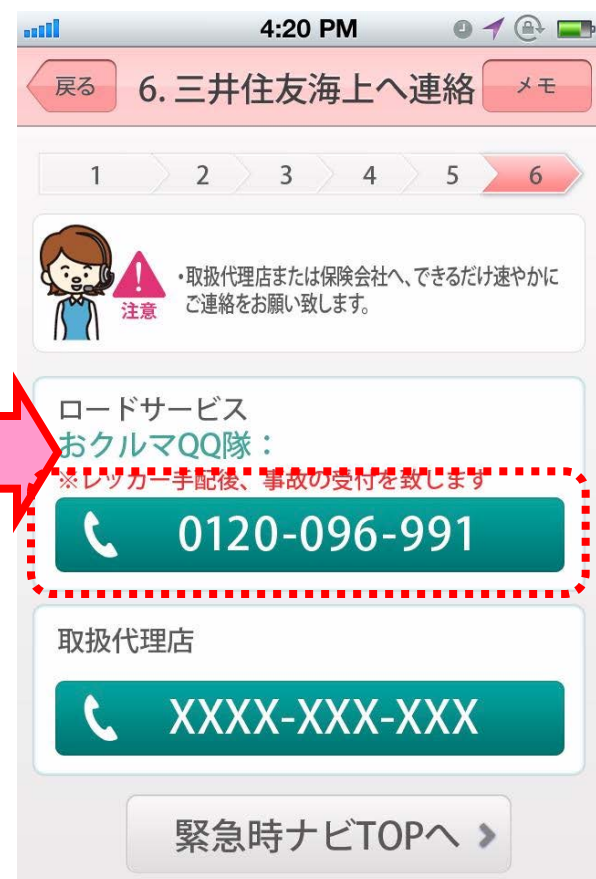 4:20 PM
戻る
6. 三井住友海上へ連絡
メモ
1 2 3 4 5 6
注意
・取扱代理店または保険会社へ、できるだけ速やかに
ご連絡をお願い致します。
ロードサービス
おクルマQQ隊：
※レッカー手配後、事故の受付を致します
0120-096-991
取扱代理店
XXXX-XXX-XXX
緊急時ナビTOPへ